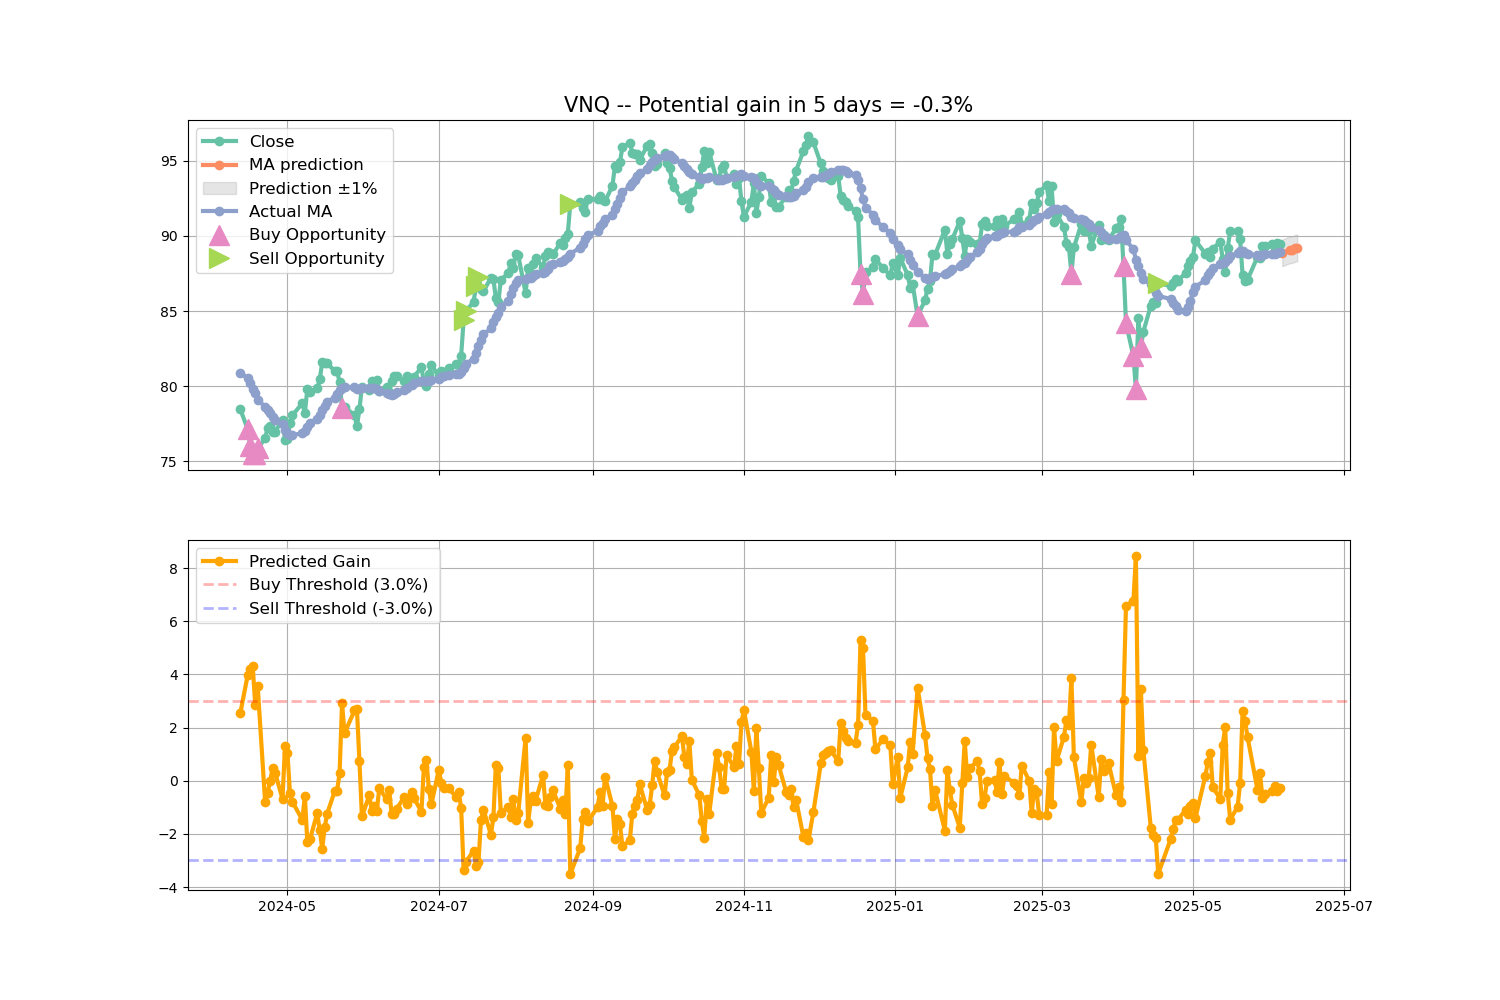 VNQ -- Potential gain in 5 days = -0.3%
Close
MA prediction
Prediction ±1%
Actual MA
Buy Opportunity
Sell Opportunity
95
90
85
80
75
Predicted Gain
Buy Threshold (3.0%)
Sell Threshold (-3.0%)
8
6
4
2
0
−2
−4
2024-05 2024-07 2024-09 2024-11 2025-01 2025-03 2025-05 2025-07